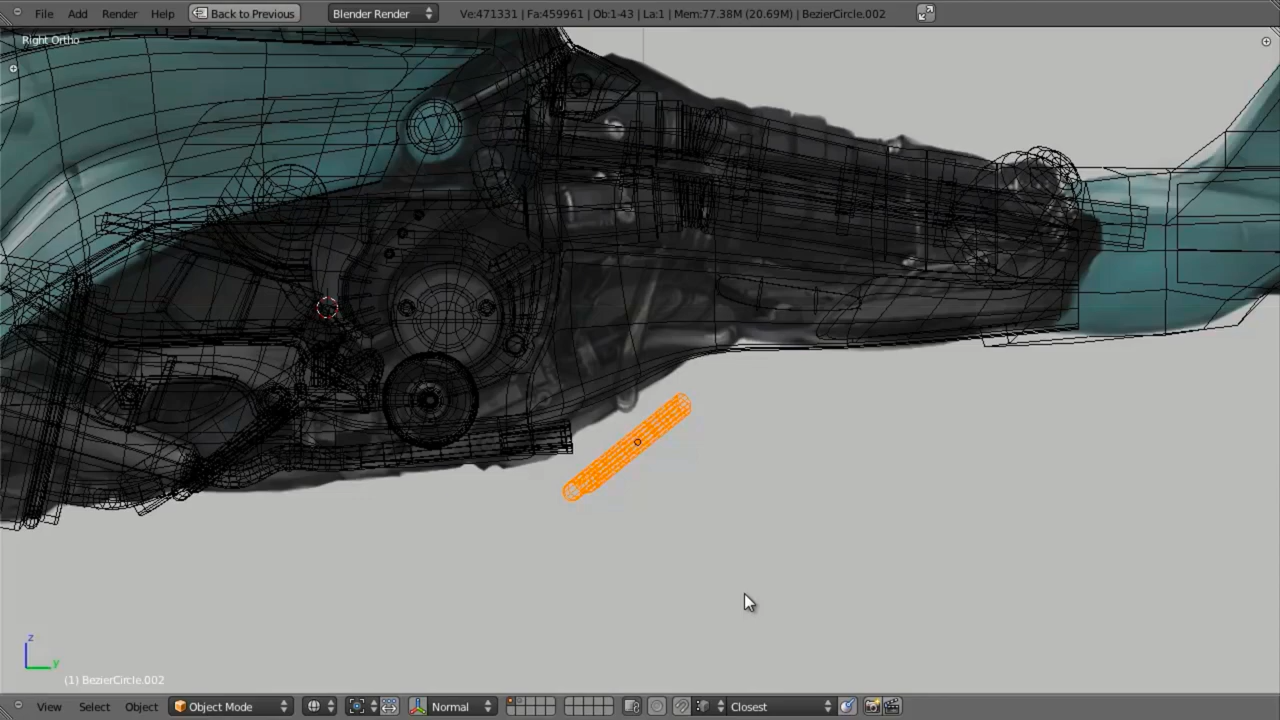 File Add Render Help Back to Previous Blender Render Ve:471331 | Fa:459961 | Ob:1-43 | La:1 | Mem:77.38M (20.69M) | BezierCircle.002
Right Ortho
z
y
(1) BezierCircle.002
View Select Object Object Mode Normal Closest